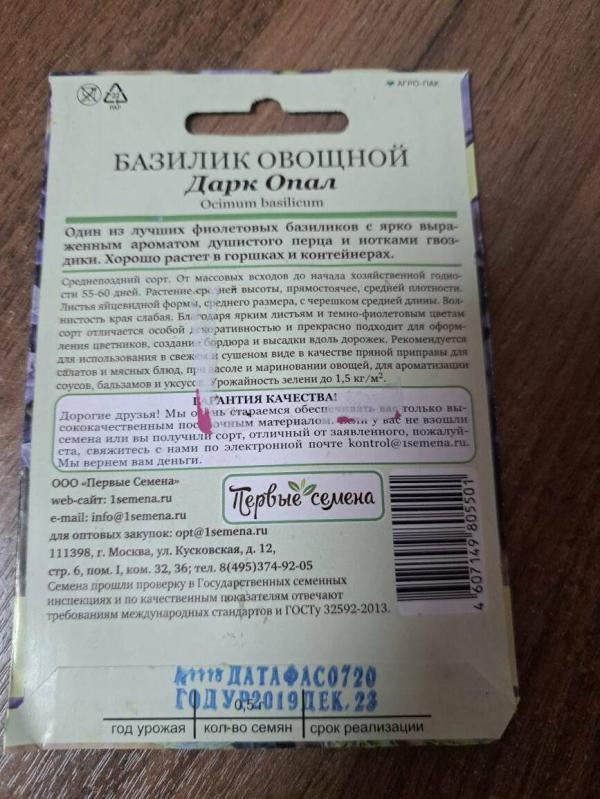 АГРО-ПАК
22
PAP
БАЗИЛИК ОВОЩНОЙ
Дарк Опал
Ocimum basilicum
Один из лучших фиолетовых базиликов с ярко выра-
женным ароматом душистого перца и нотками гвоз-
дики. Хорошо растет в горшках и контейнерах.
Среднепоздний сорт. От массовых всходов до начала хозяйственной годно-
сти 55-60 дней. Растение средней высоты, прямостоячее, средней плотности.
Листья яйцевидной формы, среднего размера, с черешком средней длины. Вол-
нистость края слабая. Благодаря ярким листьям и темно-фиолетовым цветам
сорт отличается особой декоративностью и прекрасно подходит для оформ-
ления цветников, создания бордюра и высадки вдоль дорожек. Рекомендуется
для использования в свежем и сушеном виде в качестве пряной приправы для
салатов и мясных блюд, при засоле и мариновании овощей, для ароматизации
соусов, бальзамов и уксусов. Урожайность зелени до 1,5 кг/м².
ГАРАНТИЯ КАЧЕСТВА!
Дорогие друзья! Мы очень стараемся обеспечивать вас только вы-
сококачественным посадочным материалом. Если у вас не взошли
семена или вы получили сорт, отличный от заявленного, пожалуй-
ста, свяжитесь с нами по электронной почте kontrol@1semena.ru.
Мы вернем вам деньги.
ООО «Первые Семена»
web-сайт: 1semena.ru
e-mail: info@1semena.ru
для оптовых закупок: opt@1semena.ru
111398, г. Москва, ул. Кусковская, д. 12,
стр. 6, пом. I, ком. 32, 36; тел. 8(495)374-92-05
Первые семена
Семена прошли проверку в Государственных семенных
инспекциях и по качественным показателям отвечают
требованиям международных стандартов и ГОСТу 32592-2013.
4 607149 805501
ДАТАФАС0720
ГОДУР2019 ДЕК.23
0,5 г
год урожая кол-во семян срок реализации